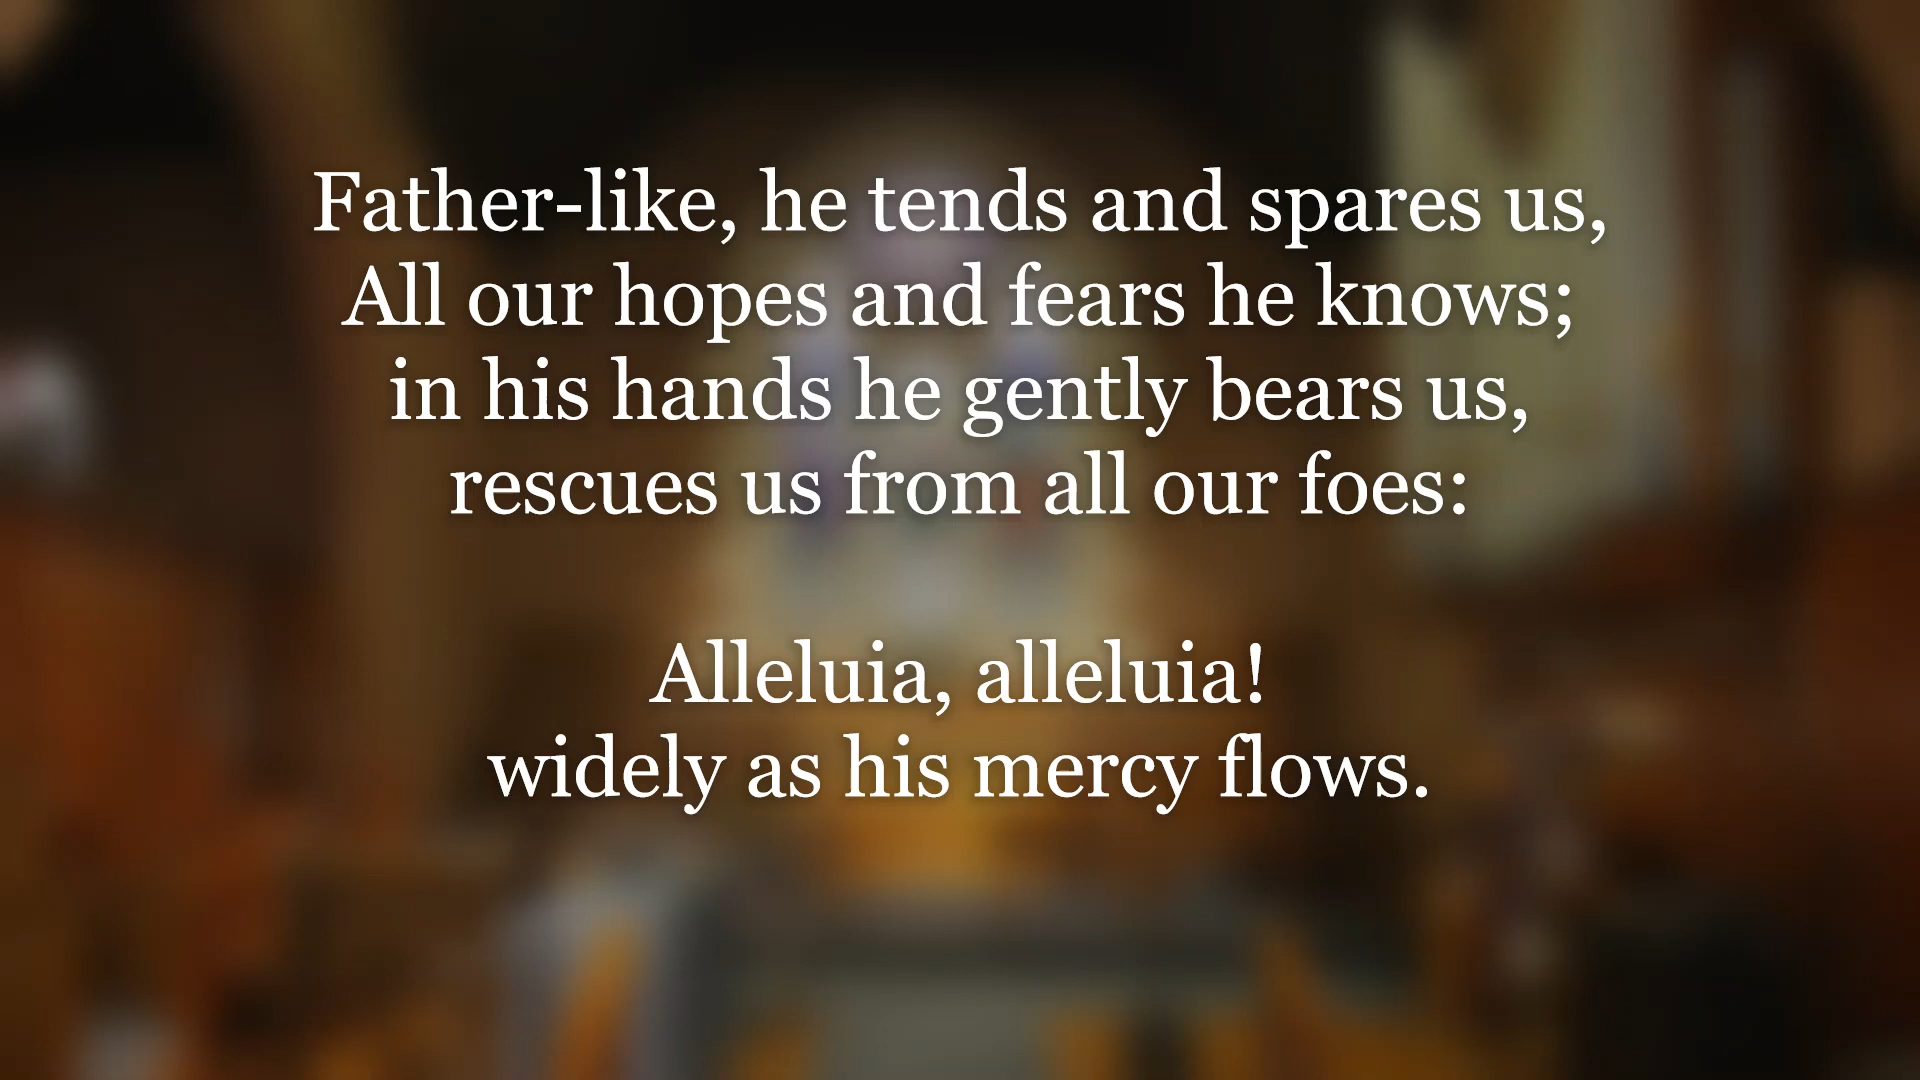 Father-like, he tends and spares us,
All our hopes and fears he knows;
in his hands he gently bears us,
rescues us from all our foes:
Alleluia, alleluia!
widely as his mercy flows.